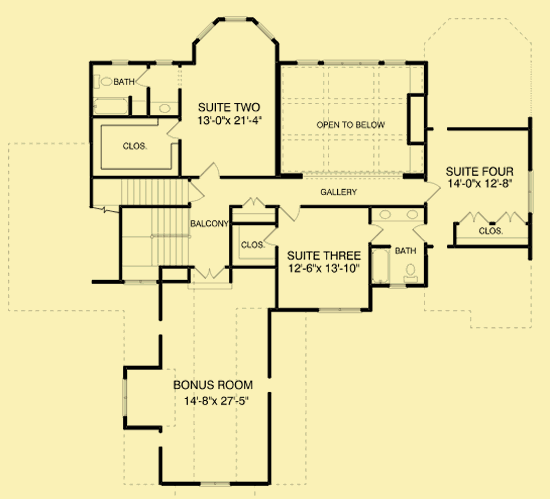 BATH
SUITE TWO
13'-0"x 21'-4"
OPEN TO BELOW
CLOS.
SUITE FOUR
14'-0"x 12'-8"
GALLERY
BALCONY
CLOS.
CLOS.
SUITE THREE
12'-6"x 13'-10"
BATH
BONUS ROOM
14'-8"x 27'-5"